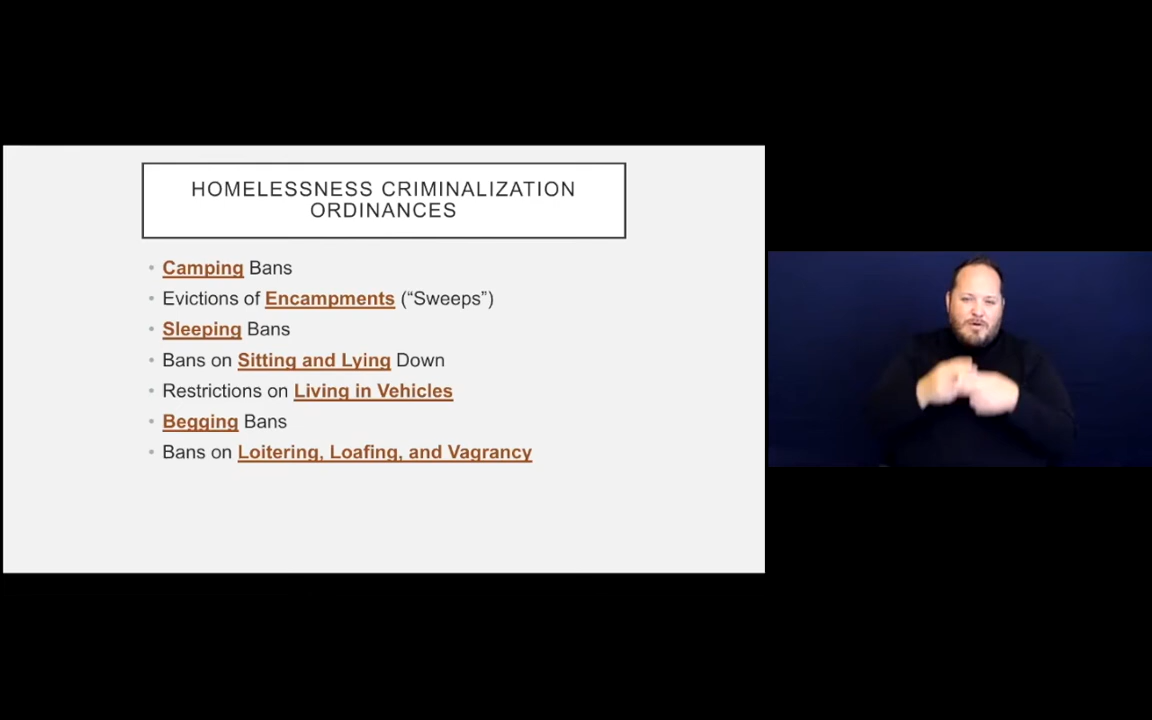 HOMELESSNESS CRIMINALIZATION
ORDINANCES
• Camping Bans
• Evictions of Encampments (“Sweeps”)
• Sleeping Bans
• Bans on Sitting and Lying Down
• Restrictions on Living in Vehicles
• Begging Bans
• Bans on Loitering, Loafing, and Vagrancy